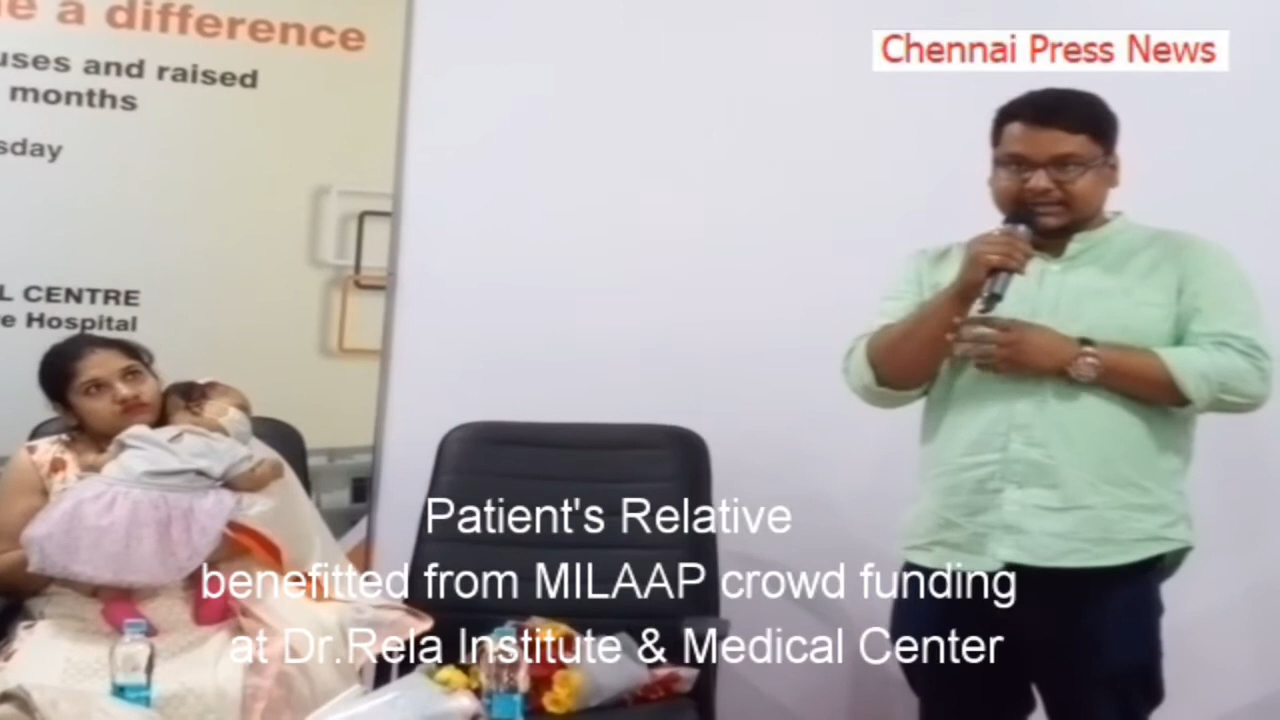 e a difference
uses and raised
months
sday
L CENTRE
e Hospital
Chennai Press News
Patient's Relative
benefitted from MILAAP crowd funding
at Dr.Rela Institute & Medical Center